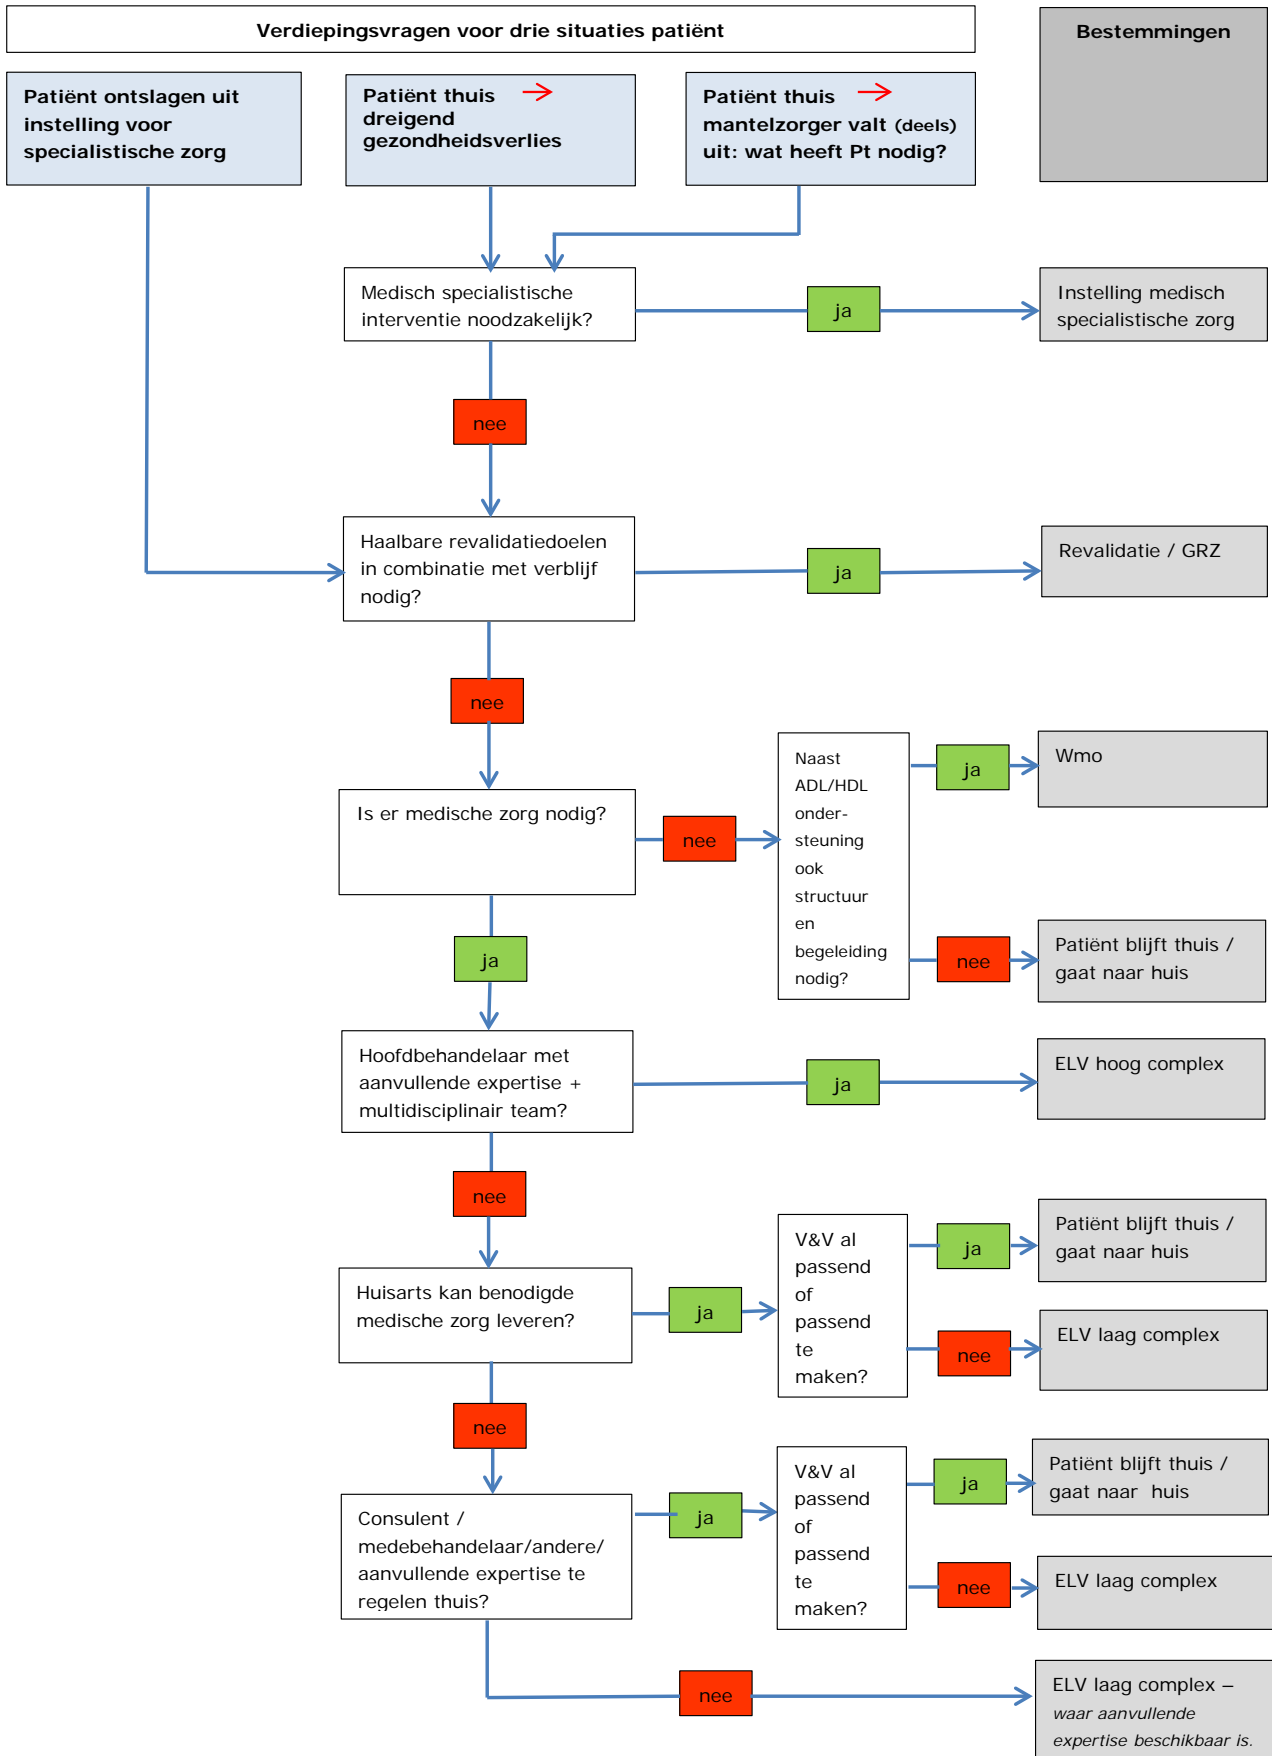 Verdiepingsvragen voor drie situaties patiënt
Bestemmingen
Patiënt ontslagen uit
instelling voor
specialistische zorg
Patiënt thuis →
dreigend
gezondheidsverlies
Patiënt thuis →
mantelzorger valt (deels)
uit: wat heeft Pt nodig?
Medisch specialistische
interventie noodzakelijk?
ja
Instelling medisch
specialistische zorg
nee
Haalbare revalidatiedoelen
in combinatie met verblijf
nodig?
ja
Revalidatie / GRZ
nee
Is er medische zorg nodig?
nee
Naast
ADL/HDL
onder-
steuning
ook
structuur
en
begeleiding
nodig?
ja
Wmo
nee
Patiënt blijft thuis /
gaat naar huis
ja
Hoofdbehandelaar met
aanvullende expertise +
multidisciplinair team?
ja
ELV hoog complex
nee
Huisarts kan benodigde
medische zorg leveren?
ja
V&V al
passend
of
passend
te
maken?
ja
Patiënt blijft thuis /
gaat naar huis
nee
ELV laag complex
nee
Consulent /
medebehandelaar/andere/
aanvullende expertise te
regelen thuis?
ja
V&V al
passend
of
passend
te
maken?
ja
Patiënt blijft thuis /
gaat naar huis
nee
ELV laag complex
nee
ELV laag complex –
waar aanvullende
expertise beschikbaar is.